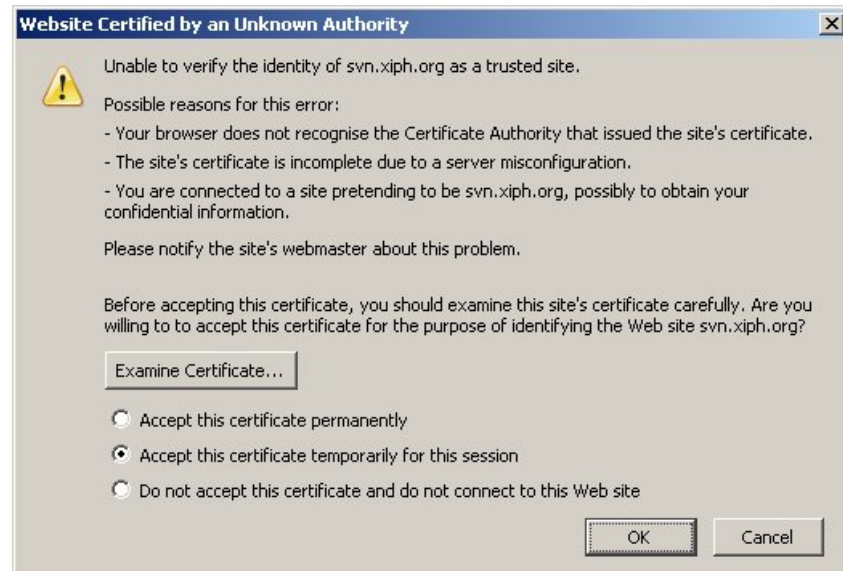 Website Certified by an Unknown Authority
Unable to verify the identity of svn.xiph.org as a trusted site.
Possible reasons for this error:
- Your browser does not recognise the Certificate Authority that issued the site's certificate.
- The site's certificate is incomplete due to a server misconfiguration.
- You are connected to a site pretending to be svn.xiph.org, possibly to obtain your
confidential information.
Please notify the site's webmaster about this problem.
Before accepting this certificate, you should examine this site's certificate carefully. Are you
willing to to accept this certificate for the purpose of identifying the Web site svn.xiph.org?
Examine Certificate...
Accept this certificate permanently
Accept this certificate temporarily for this session
Do not accept this certificate and do not connect to this Web site
OK Cancel